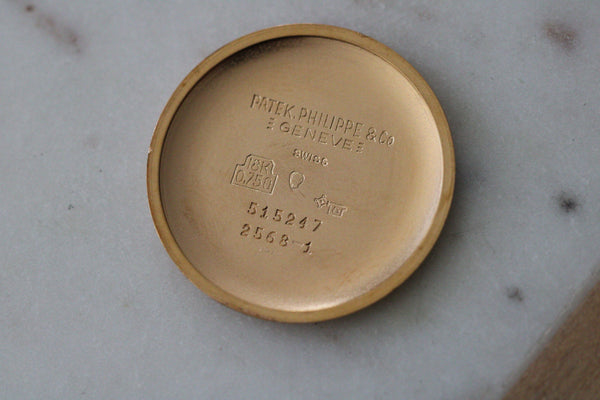 PATEK, PHILIPPE & Co
GENEVE
SWISS
18K
0,750
515247
2568-1